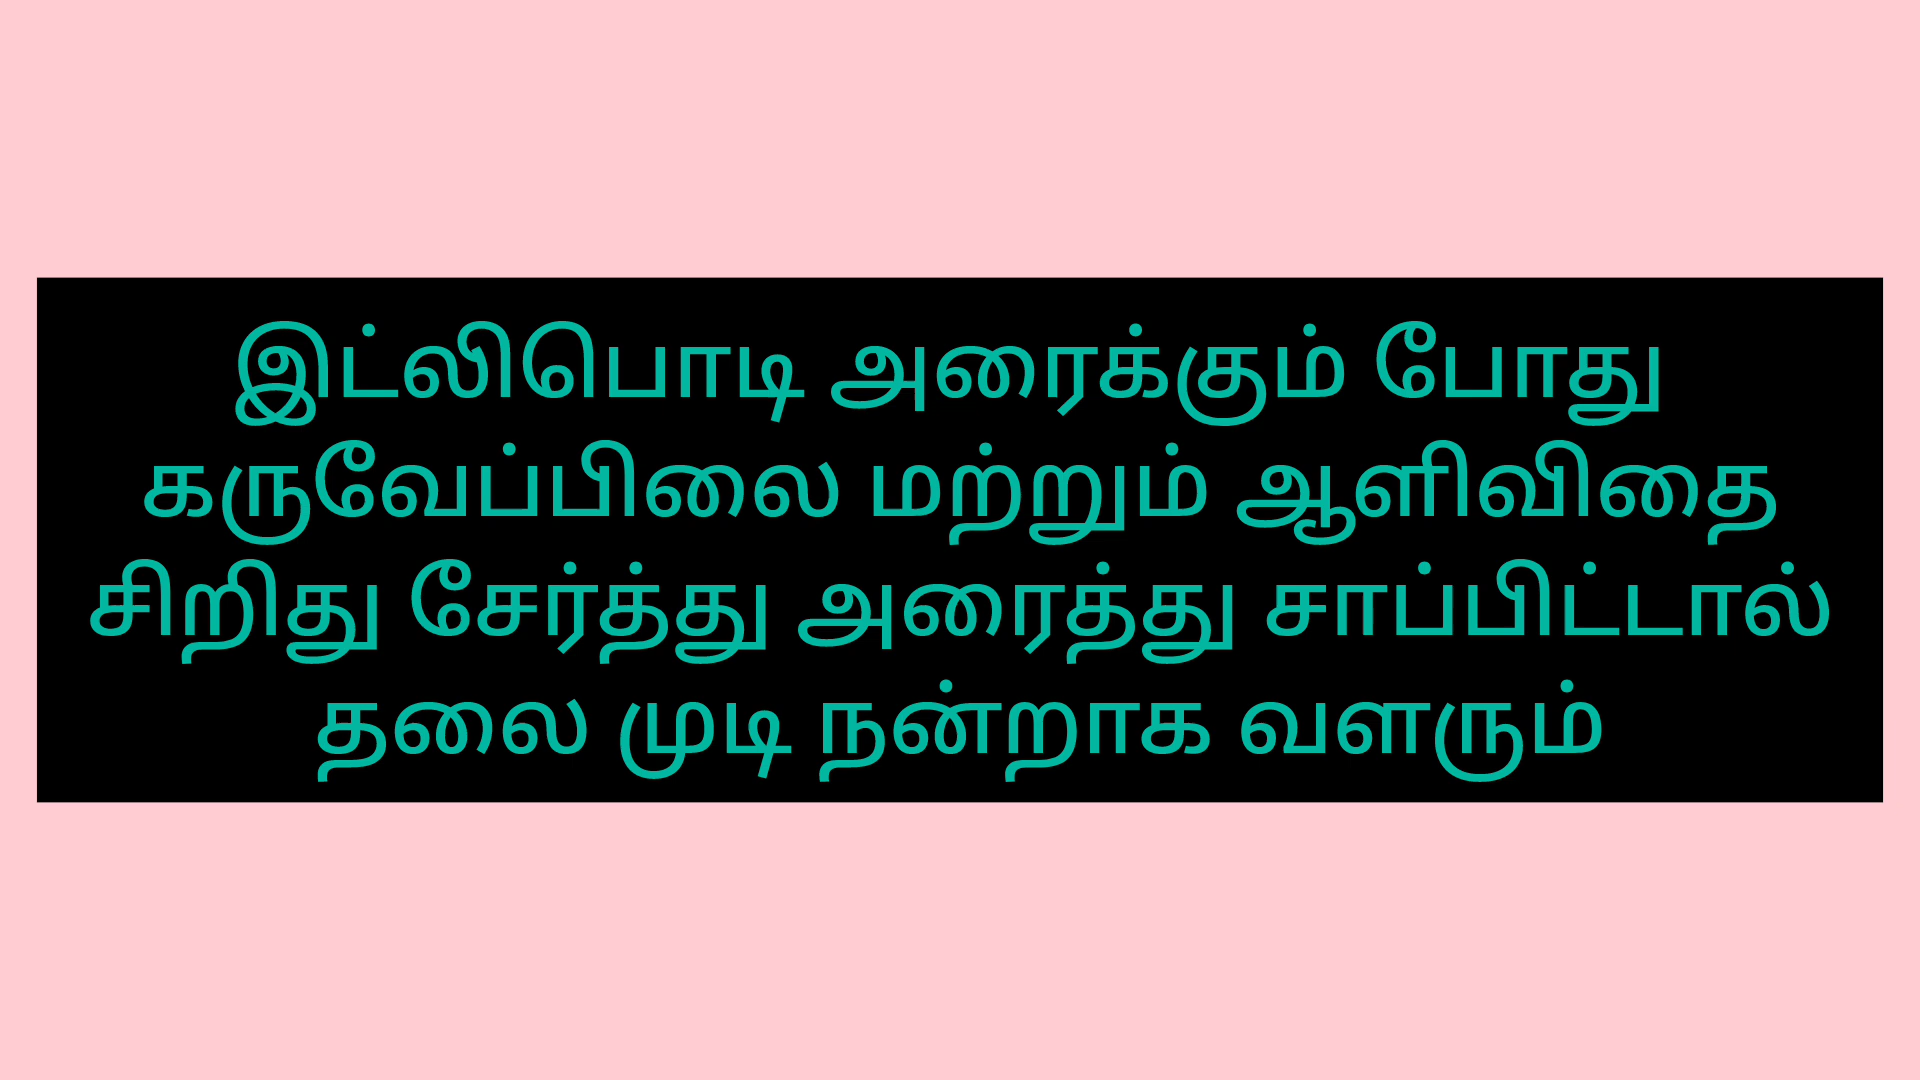 இட்லிபொடி அரைக்கும் போது
கருவேப்பிலை மற்றும் ஆளிவிதை
சிறிது சேர்த்து அரைத்து சாப்பிட்டால்
தலை முடி நன்றாக வளரும்